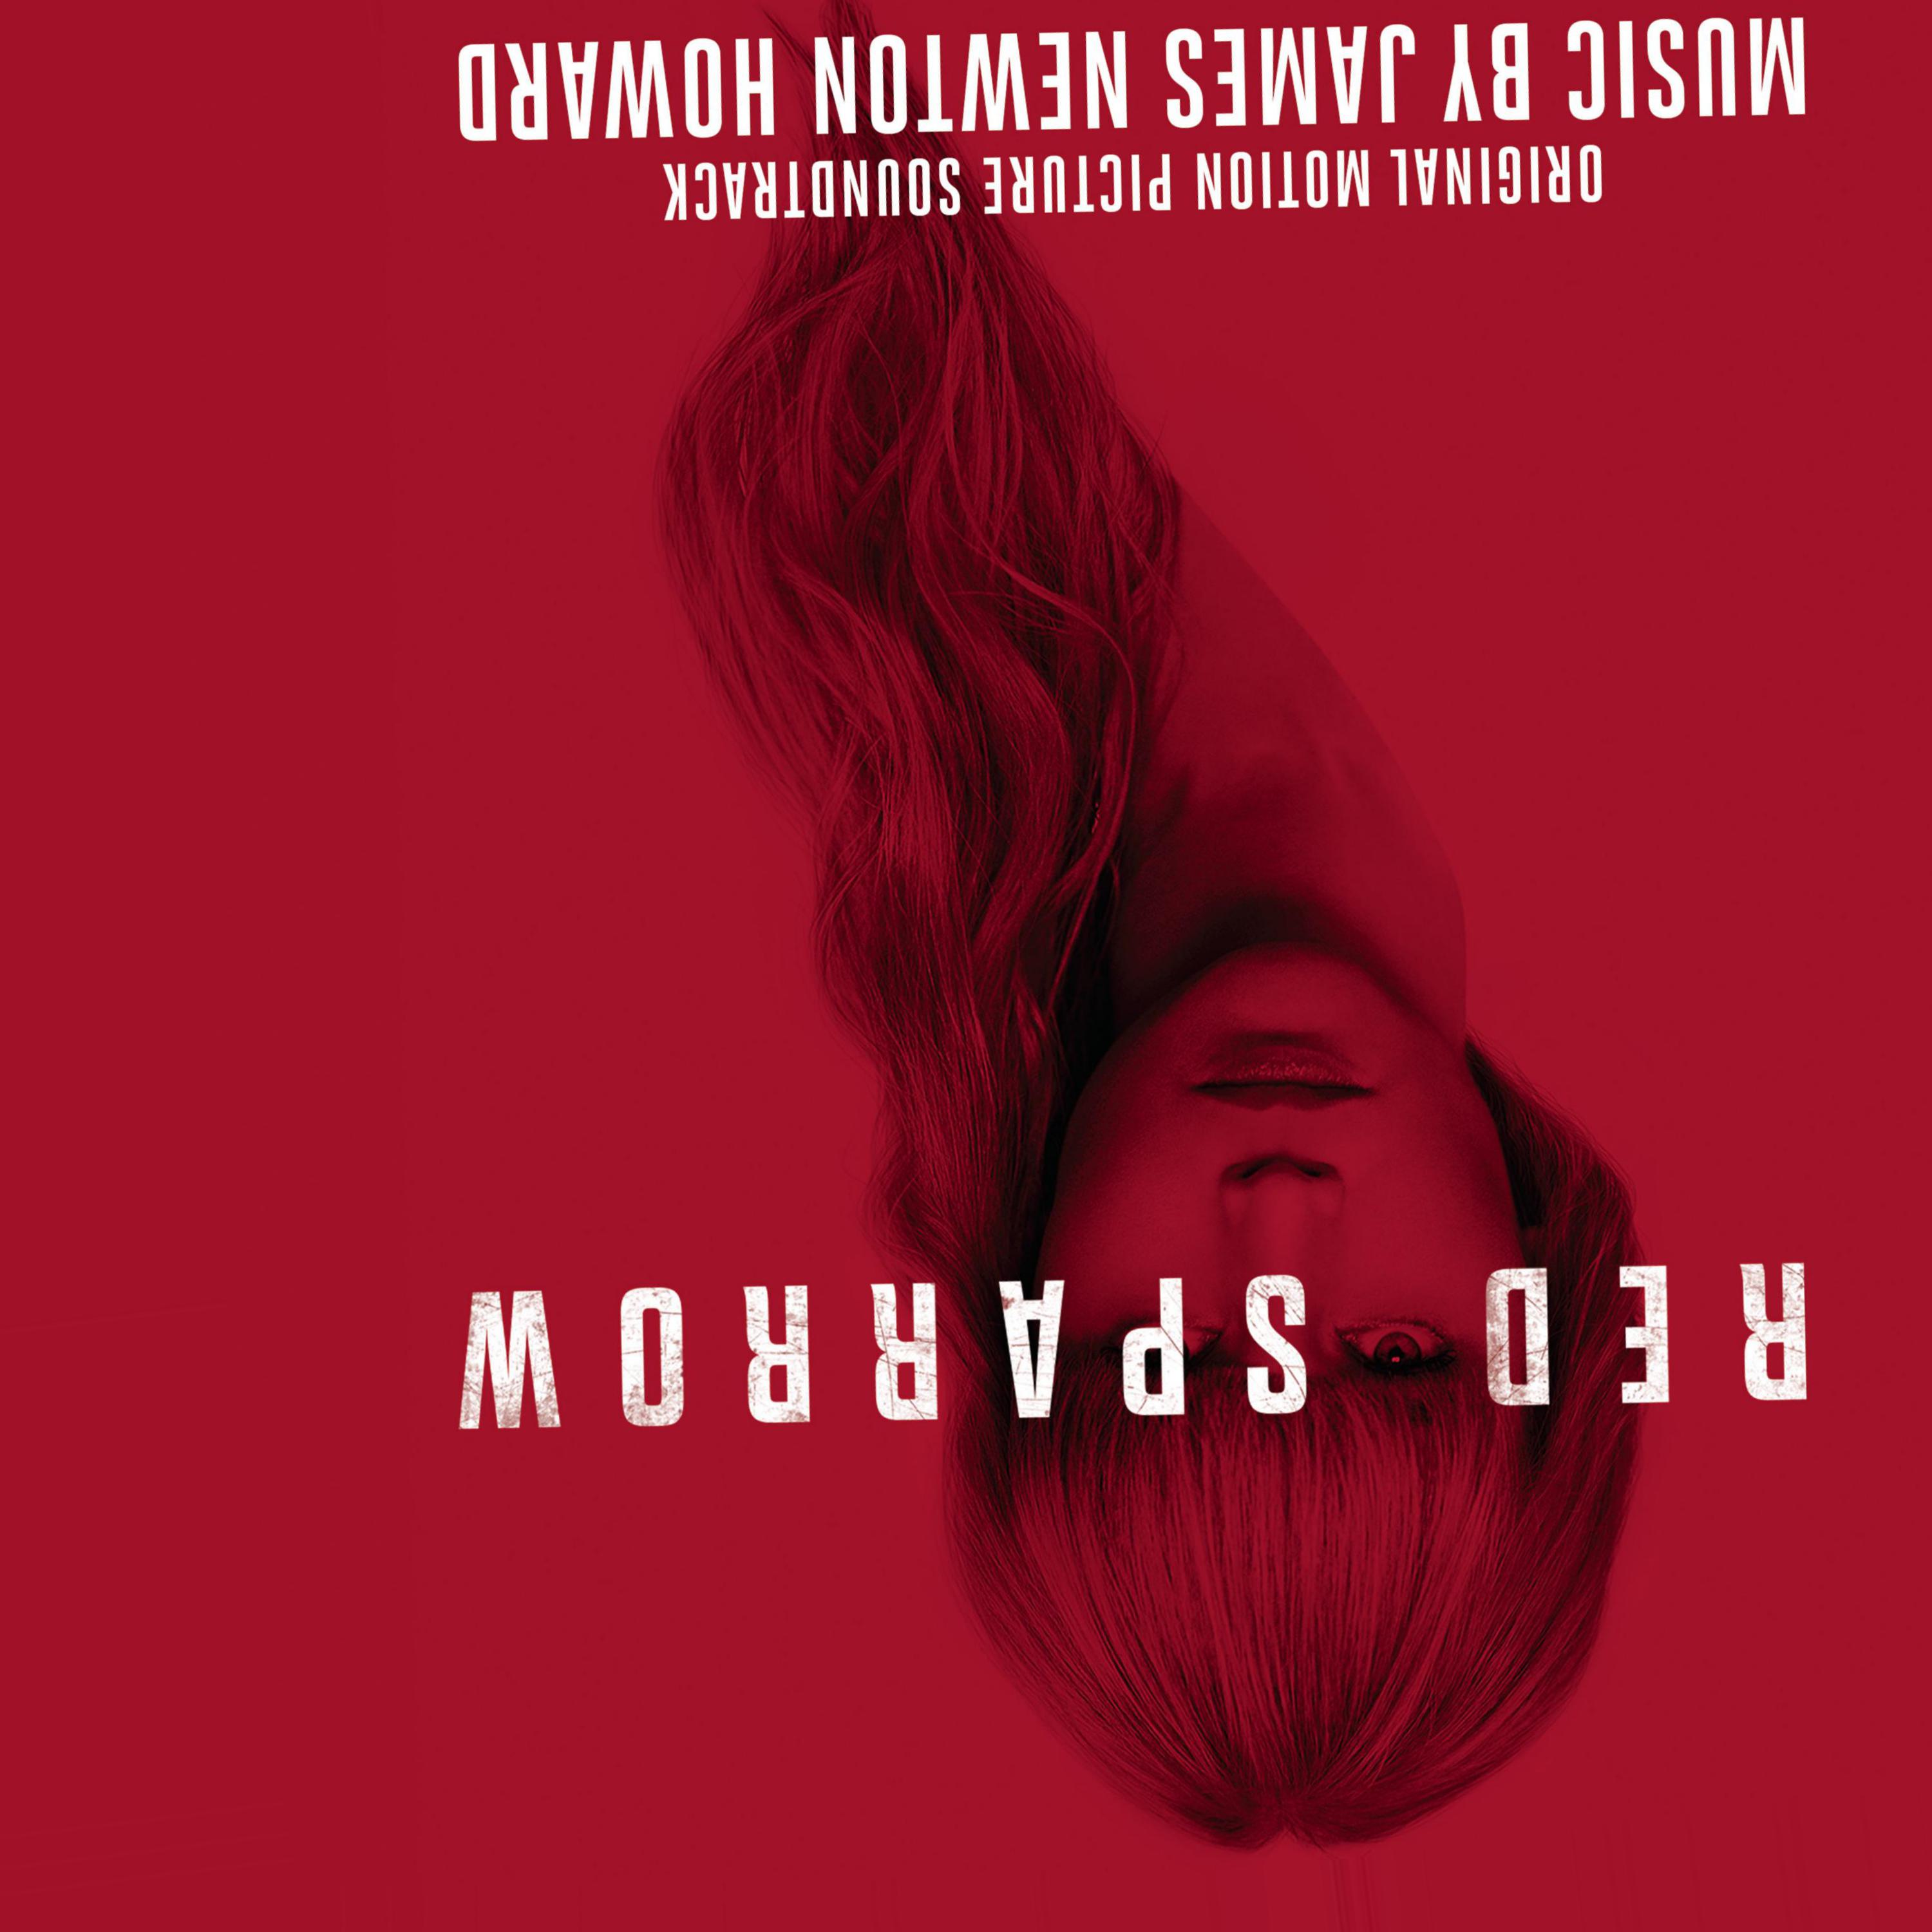 RED SPARROW
ORIGINAL MOTION PICTURE SOUNDTRACK
MUSIC BY JAMES NEWTON HOWARD